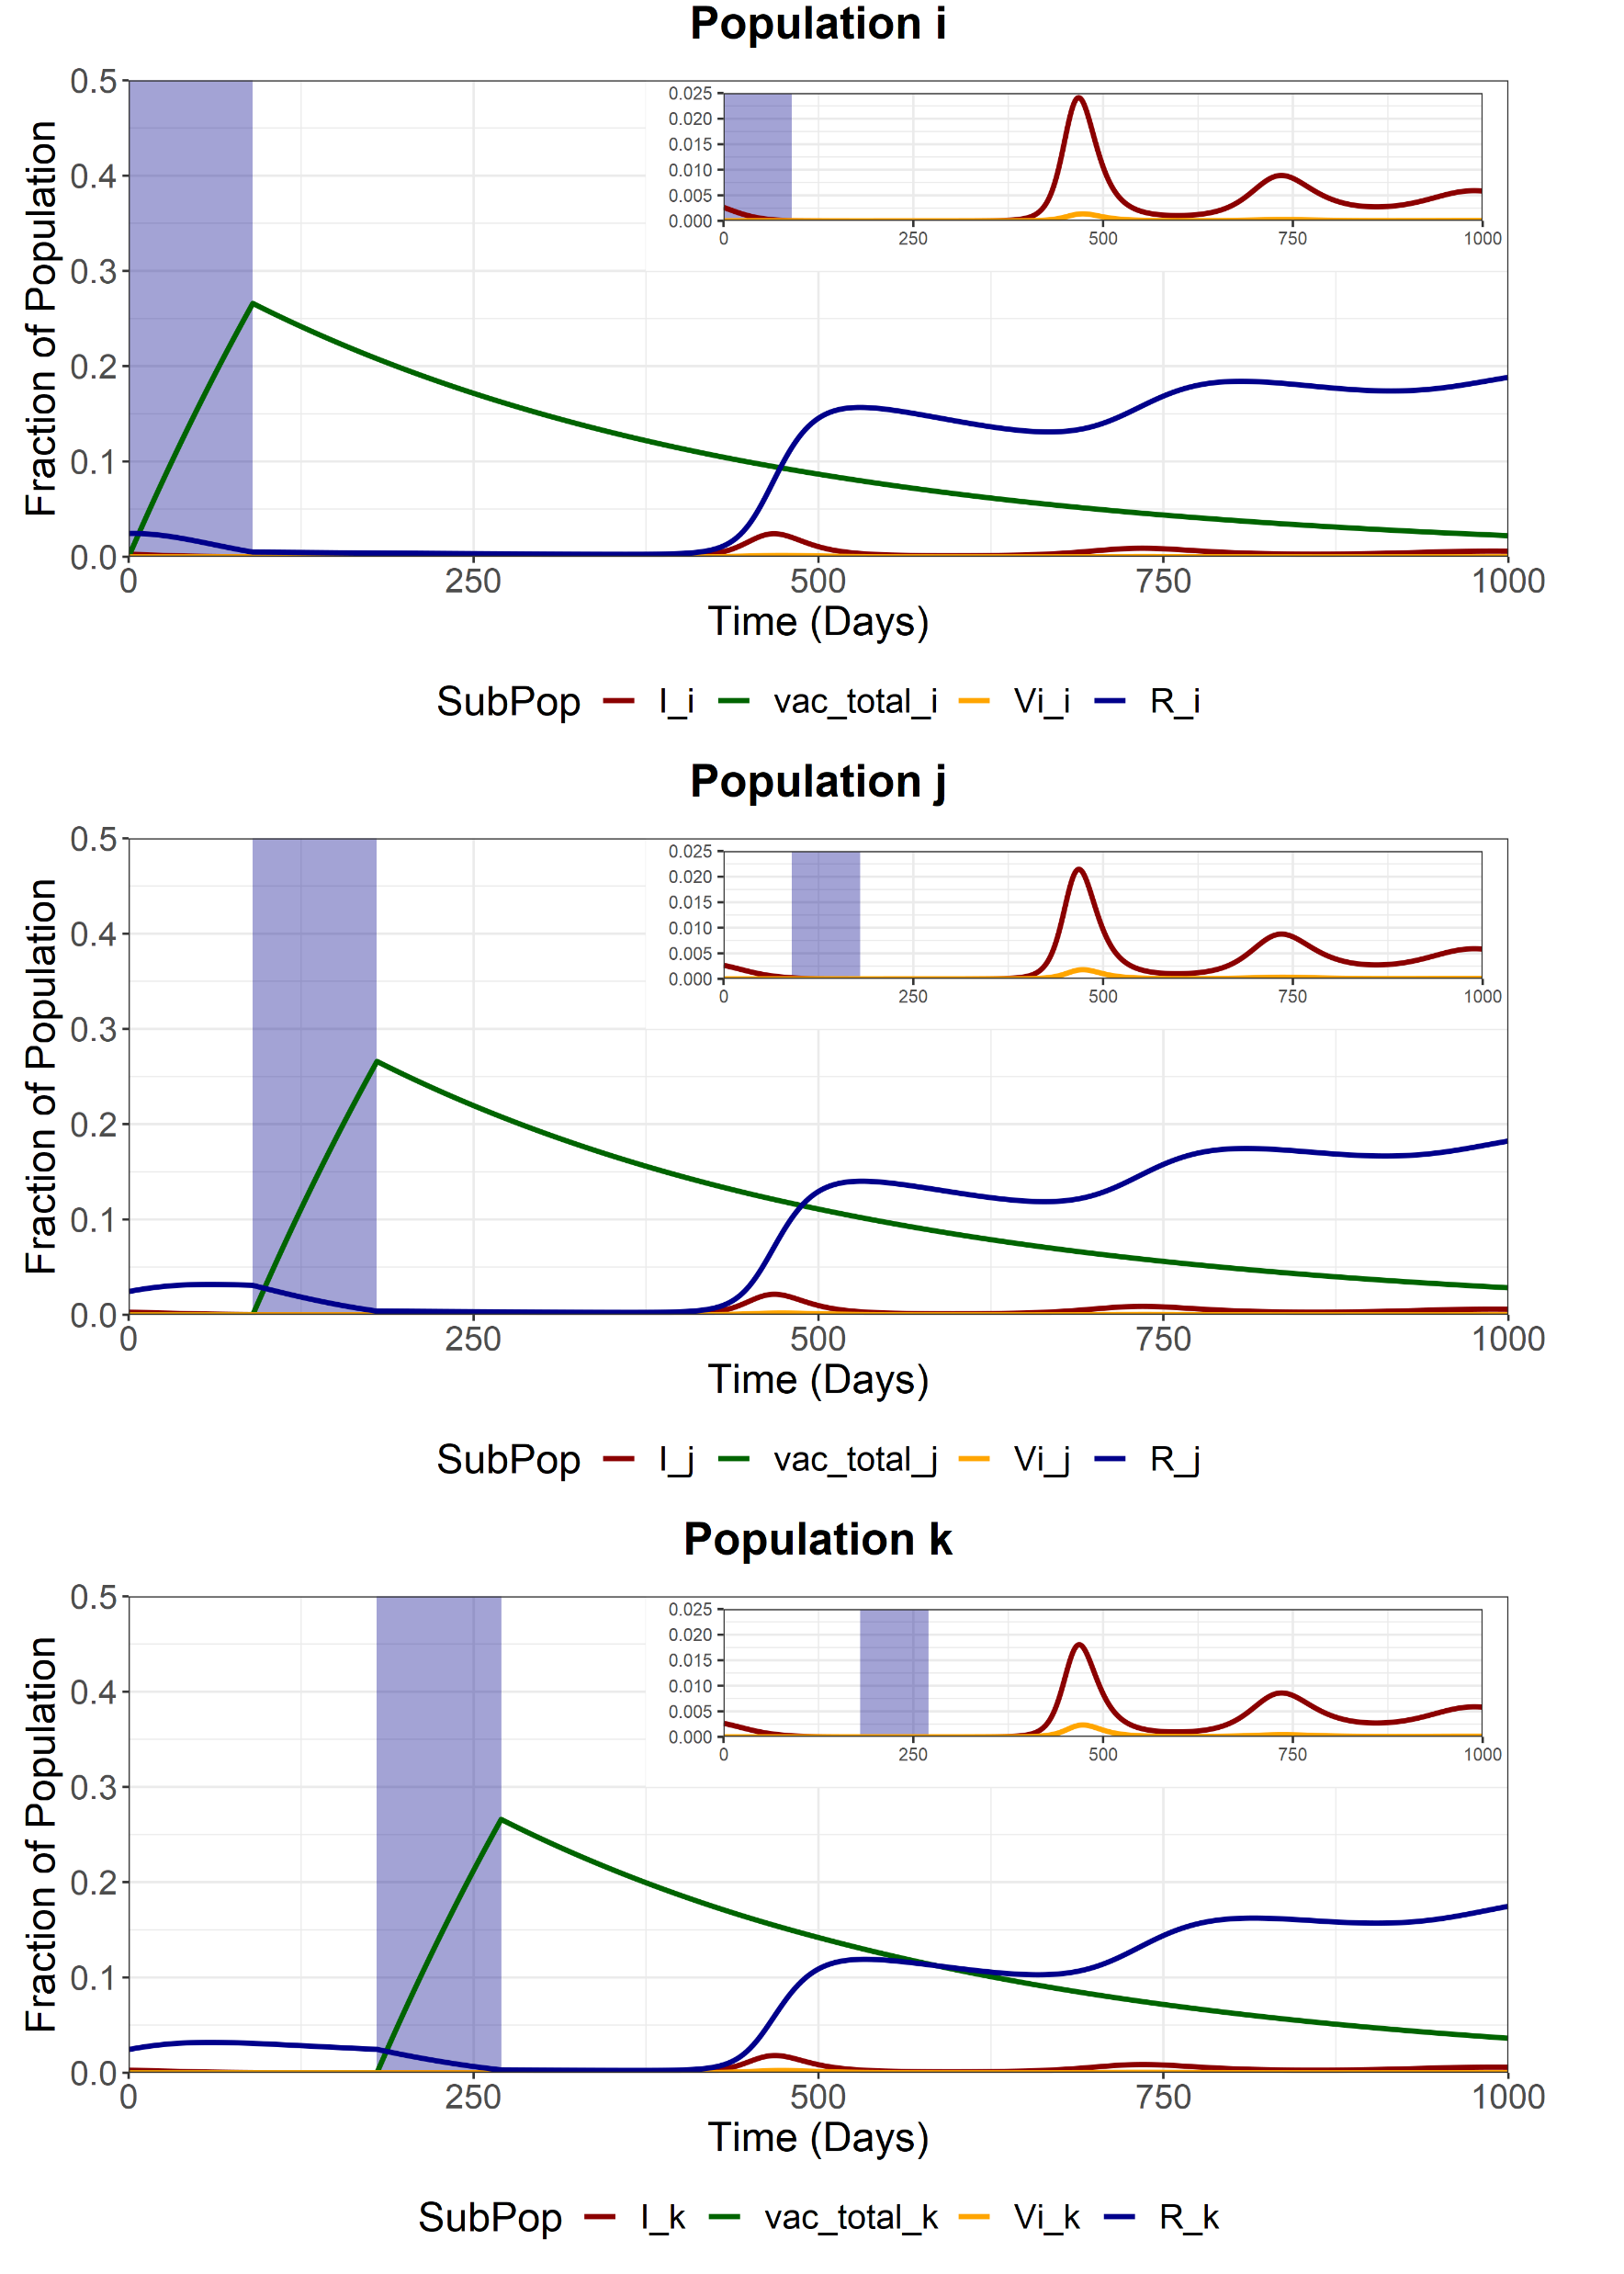 Population i
0.5
0.4
0.3
0.2
0.1
0.0
Fraction of Population
0.025
0.020
0.015
0.010
0.005
0.000
0 250 500 750 1000
0 250 500 750 1000
Time (Days)
SubPop I_i vac_total_i Vi_i R_i
Population j
0.5
0.4
0.3
0.2
0.1
0.0
Fraction of Population
0.025
0.020
0.015
0.010
0.005
0.000
0 250 500 750 1000
0 250 500 750 1000
Time (Days)
SubPop I_j vac_total_j Vi_j R_j
Population k
0.5
0.4
0.3
0.2
0.1
0.0
Fraction of Population
0.025
0.020
0.015
0.010
0.005
0.000
0 250 500 750 1000
0 250 500 750 1000
Time (Days)
SubPop I_k vac_total_k Vi_k R_k